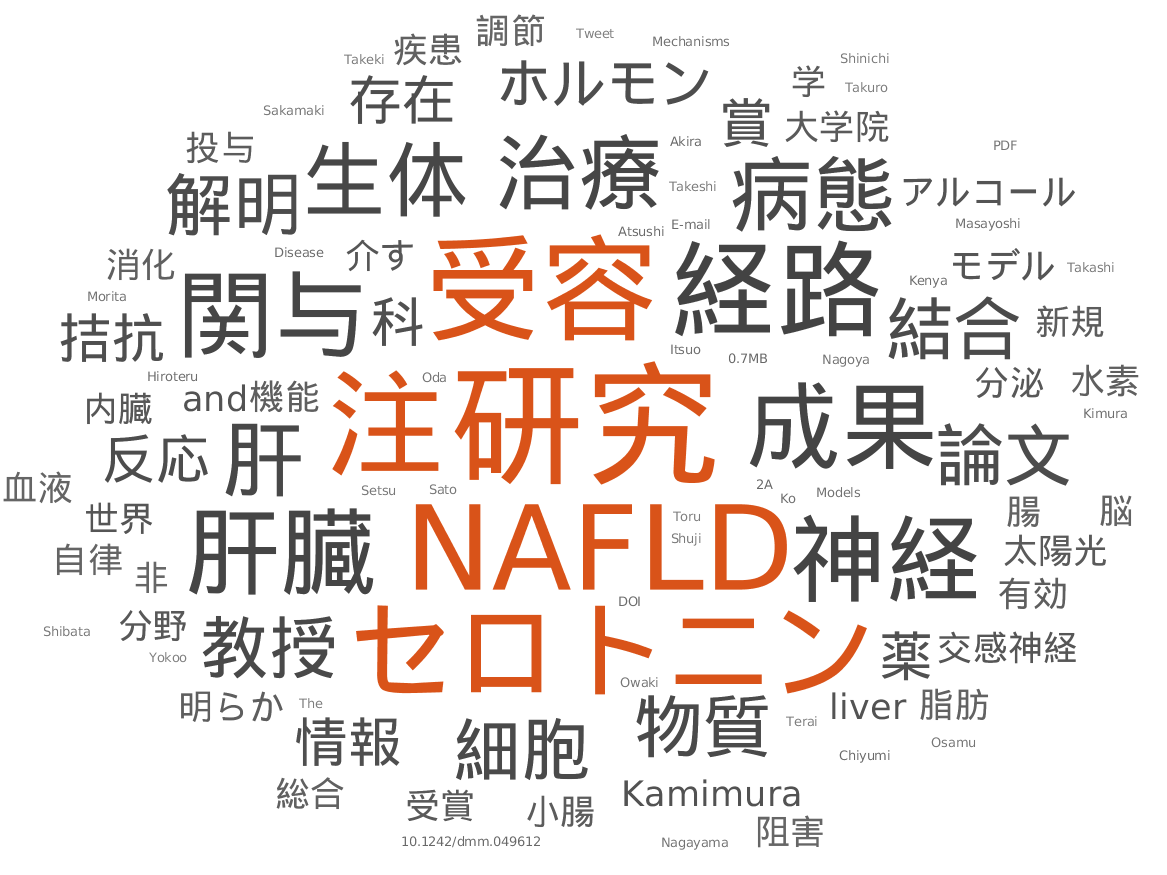 調節 Tweet Mechanisms
Takeki 疾患 ホルモン Shinichi
存在 学 Takuro
Sakamaki 賞 大学院
投与 生体 治療 Akira PDF
解明 Takeshi 病態 アルコール
Atsushi E-mail Masayoshi
消化 Disease 介す 受容 経路 モデル Takashi
Morita 関与 科 Kenya 結合 新規
拮抗 Itsuo 0.7MB Nagoya
Hiroteru Oda 分泌 水素
内臓 and機能 注研究 成果 Kimura
反応 肝 論文
血液 Setsu Sato 2A Ko Models
世界 Toru 腸 脳
自律 非 肝臓 NAFLD Shuji 神経 太陽光
DOI 有効
Shibata 分野 教授 セロトニン 薬 交感神経
Yokoo Owaki
明らか The 物質 Terai liver 脂肪
情報 細胞 Chiyumi Osamu
総合 受賞 小腸 Kamimura
10.1242/dmm.049612 Nagayama 阻害